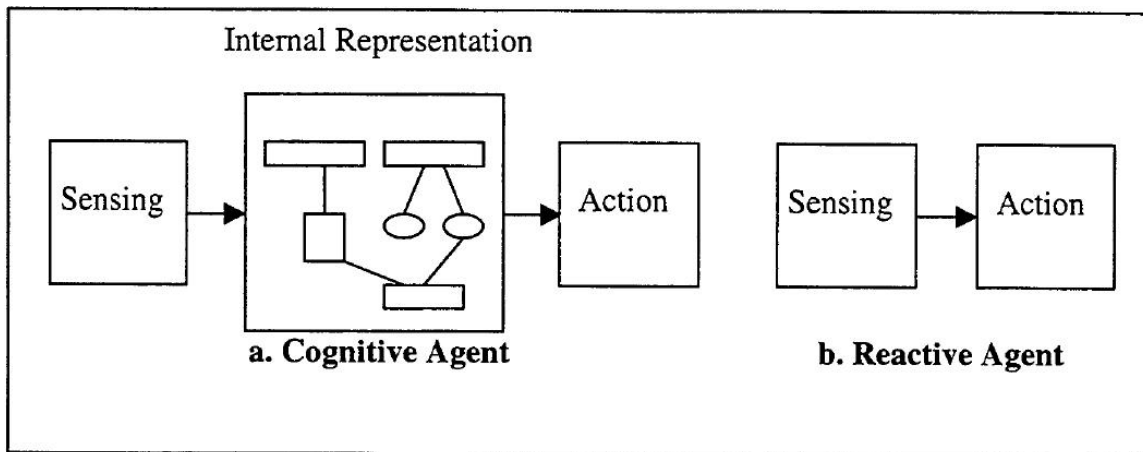 Internal Representation
Sensing
Action
Sensing
Action
a. Cognitive Agent
b. Reactive Agent